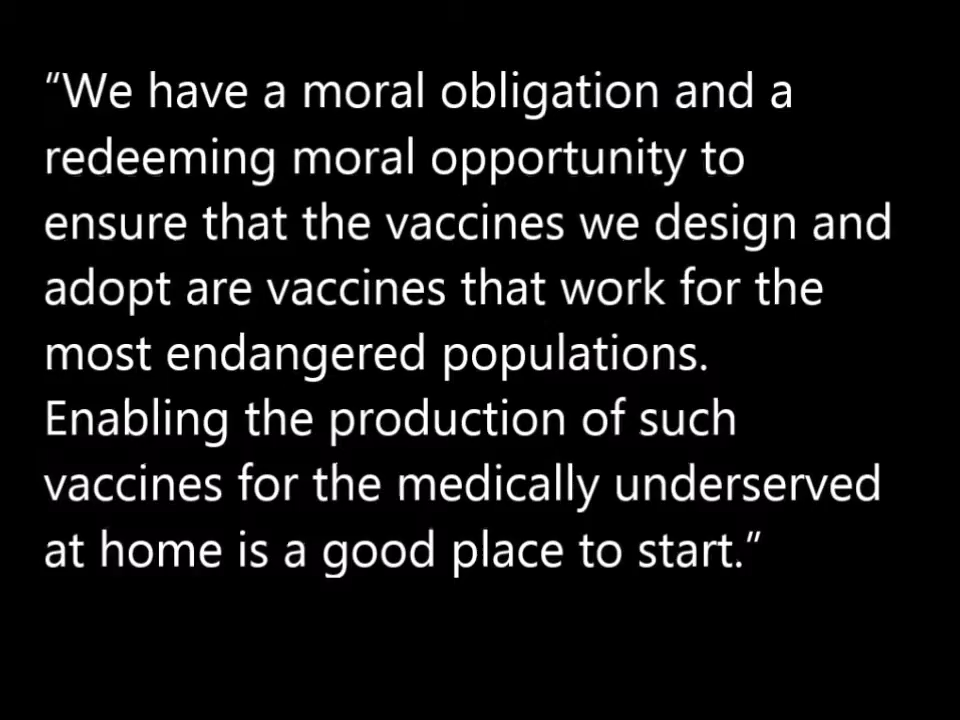 “We have a moral obligation and a
redeeming moral opportunity to
ensure that the vaccines we design and
adopt are vaccines that work for the
most endangered populations.
Enabling the production of such
vaccines for the medically underserved
at home is a good place to start.”